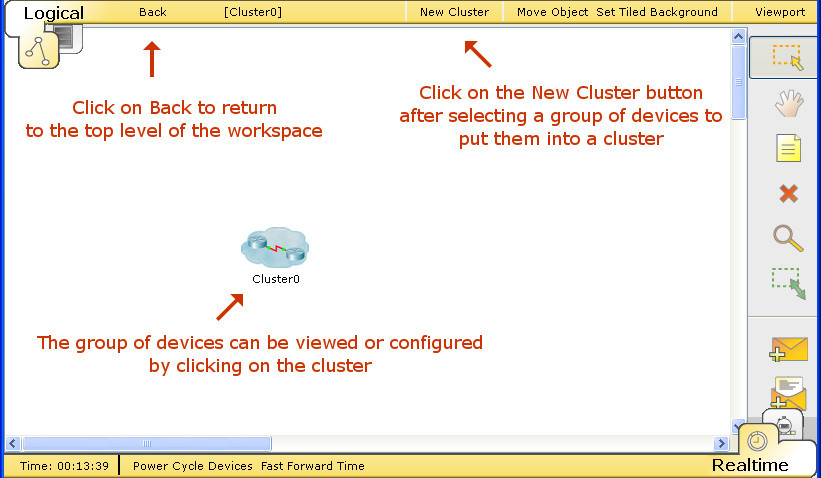 Logical
Back
[Cluster0]
New Cluster
Move Object
Set Tiled Background
Viewport
Click on Back to return
to the top level of the workspace
Click on the New Cluster button
after selecting a group of devices to
put them into a cluster
Cluster0
The group of devices can be viewed or configured
by clicking on the cluster
Time: 00:13:39
Power Cycle Devices
Fast Forward Time
Realtime